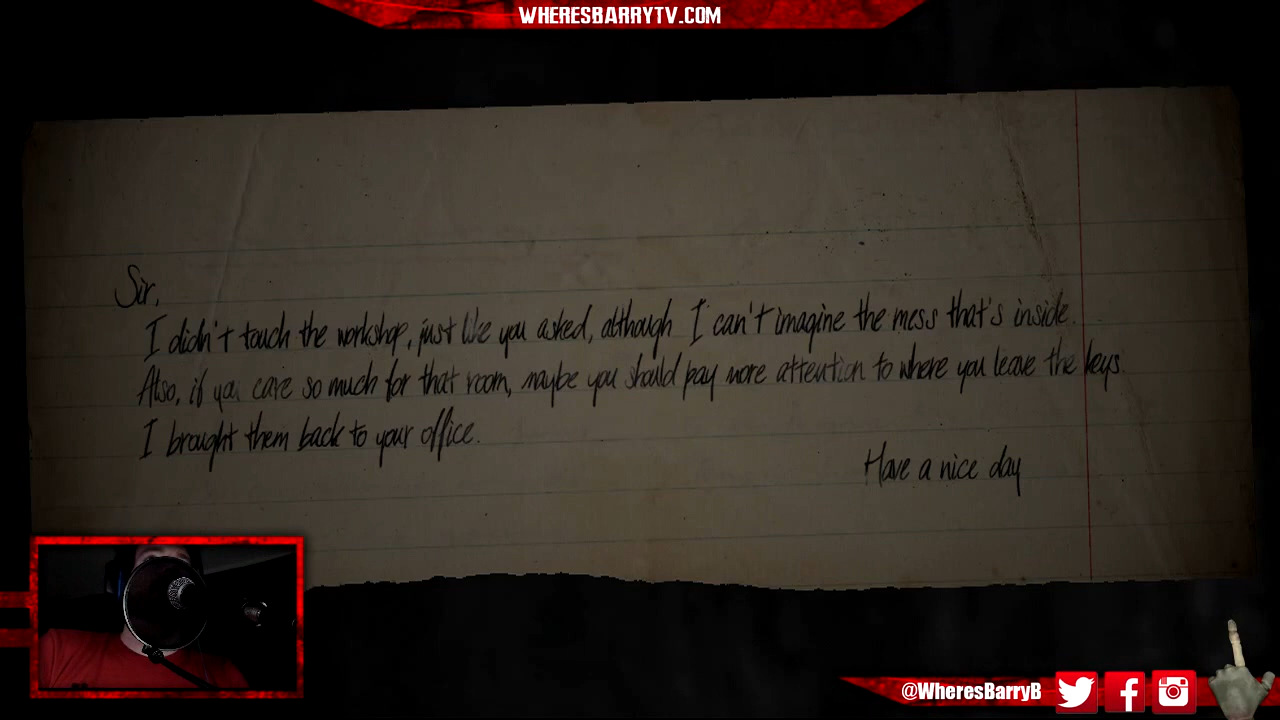 WHERESBARRYTV.COM
Sir,
I didn't touch the workshop, just like you asked, although I can't imagine the mess that's inside.
Also, if you care so much for that room, maybe you should pay more attention to where you leave the keys.
I brought them back to your office.
Have a nice day
@WheresBarryB